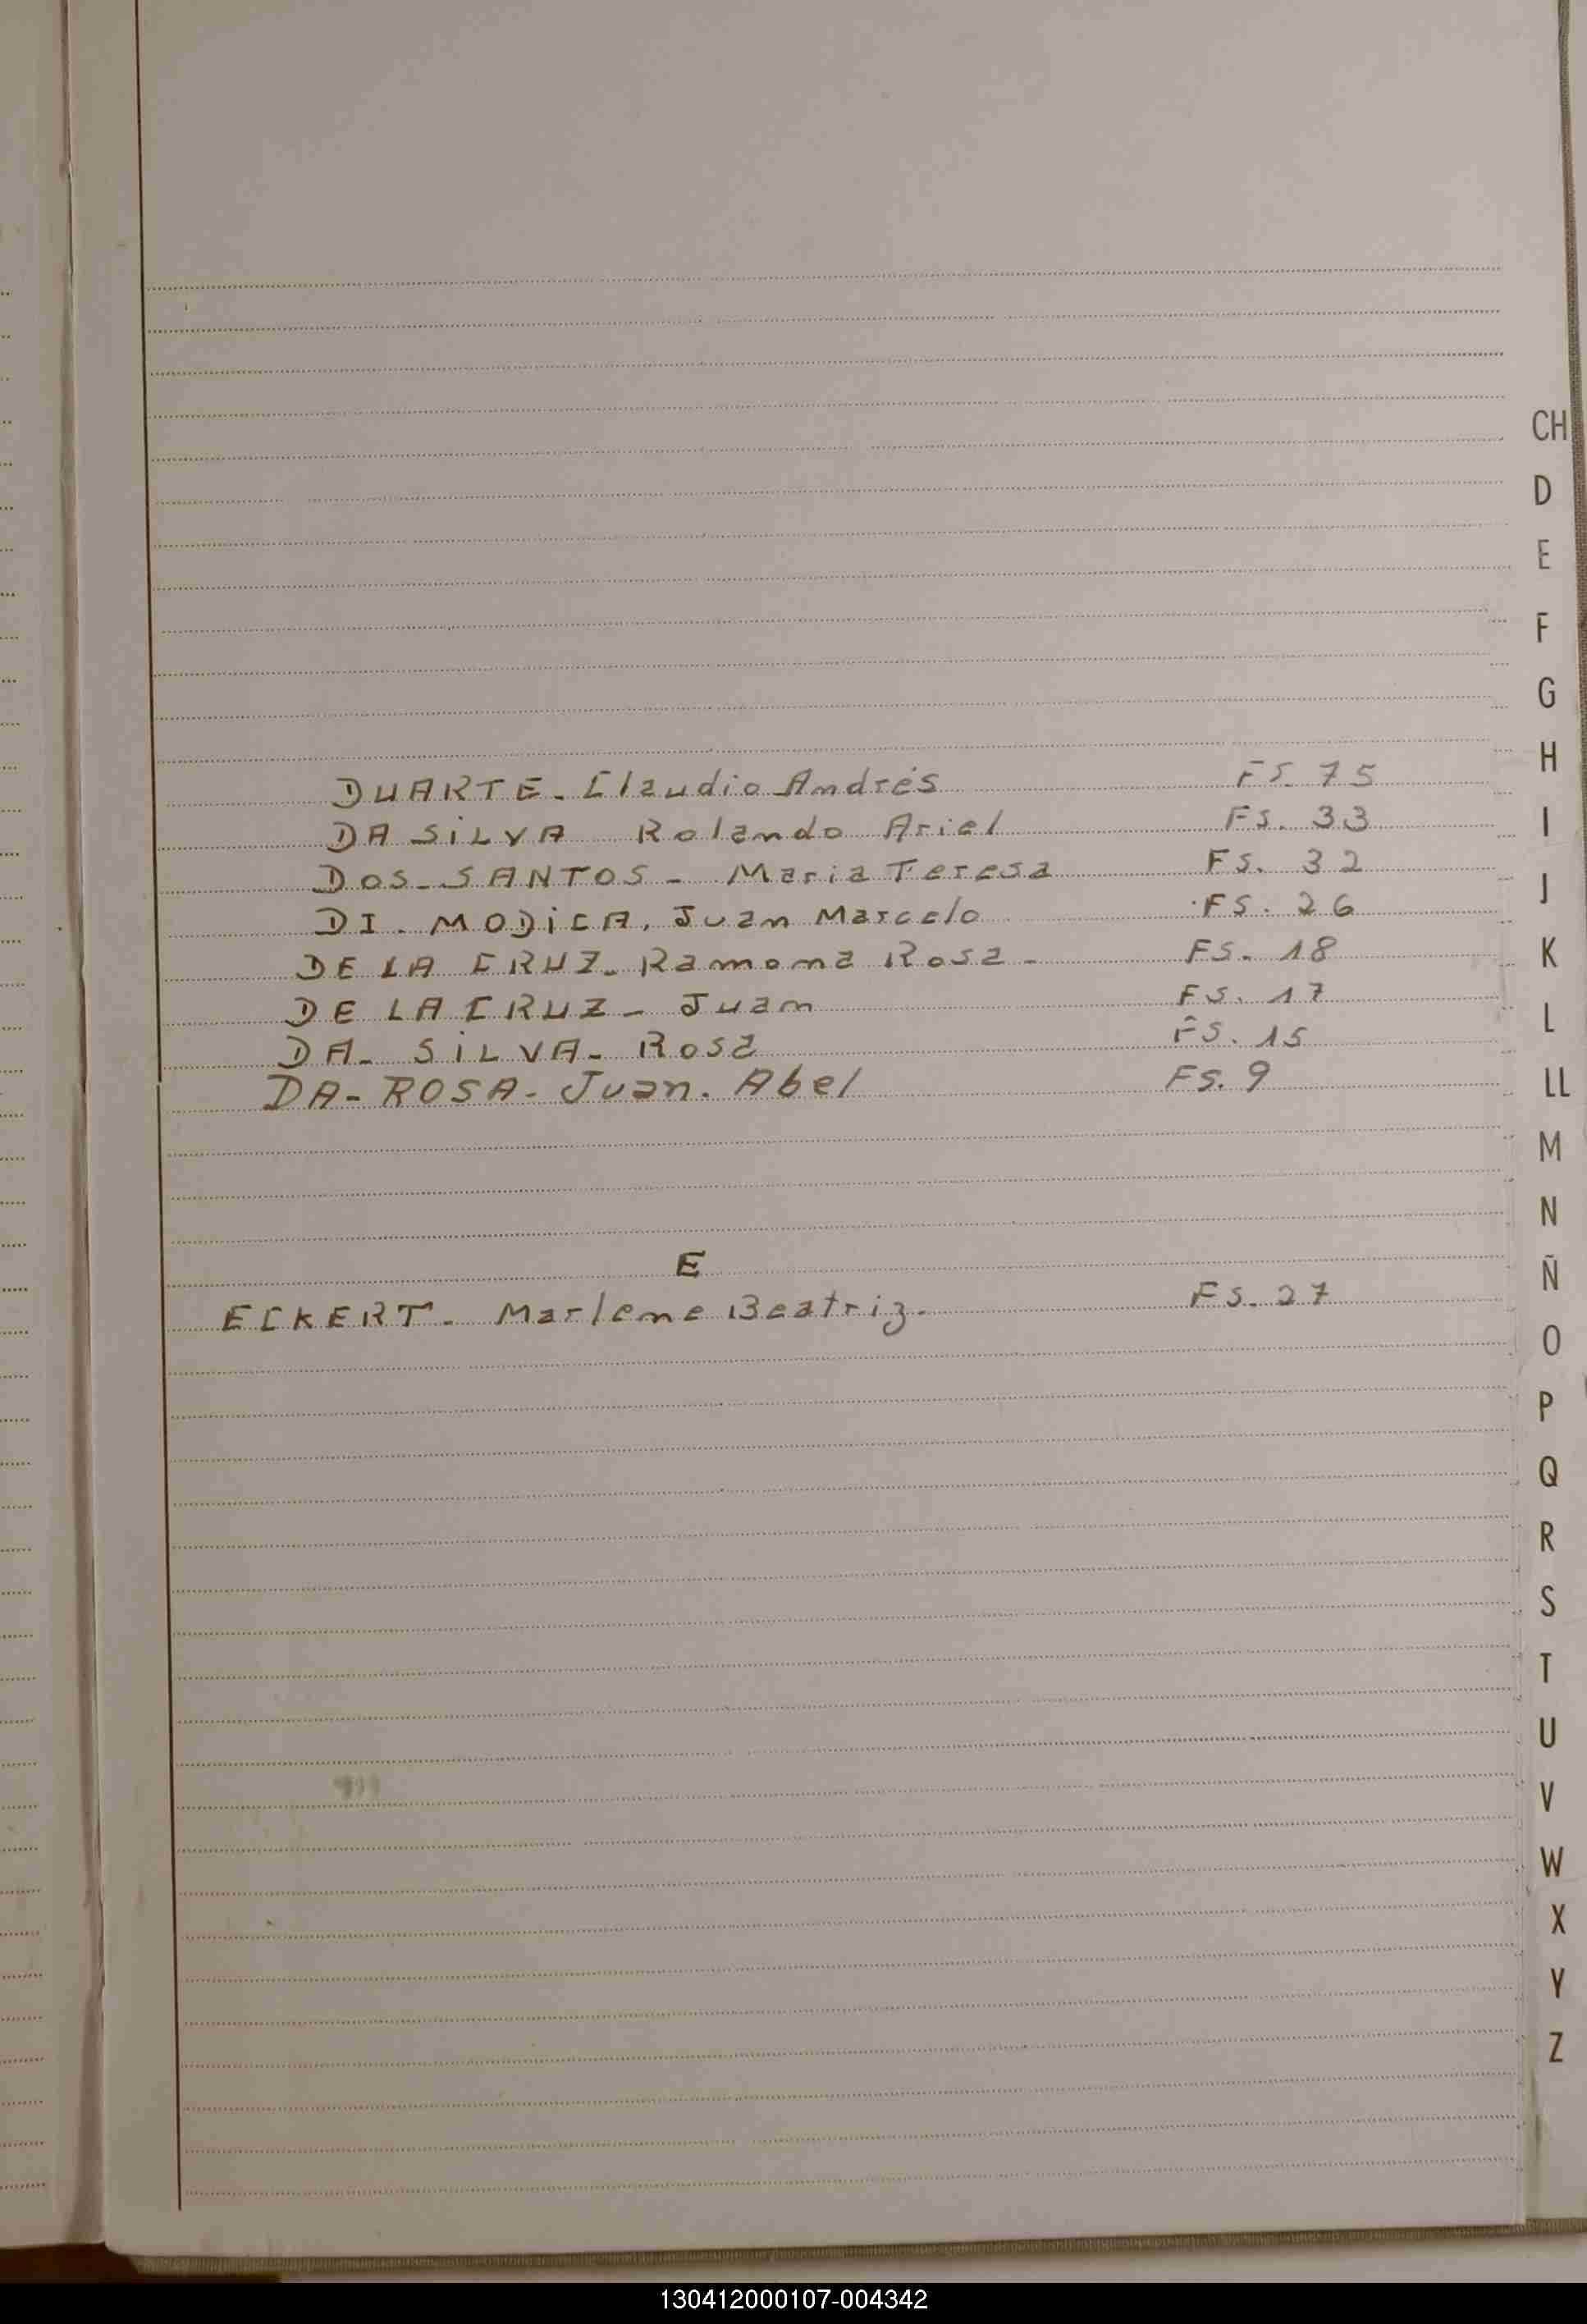 DUARTE - Claudio Andrés Fs. 75
DA SiLVA Rolando Ariel Fs. 33
DOS - SANTOS - Maria Teresa Fs. 32
DI . MODiCA, Juan Marcelo Fs. 26
DE LA CRUZ - Ramona Rosa - Fs. 18
DE LA CRUZ - Juan Fs. 17
DA - SiLVA - Rosa Fs. 15
DA - ROSA - Juan. Abel Fs. 9
E
ECKERT - Marlene Beatriz - Fs. 27
CH
D
E
F
G
H
I
J
K
L
LL
M
N
Ñ
O
P
Q
R
S
T
U
V
W
X
Y
Z
130412000107-004342